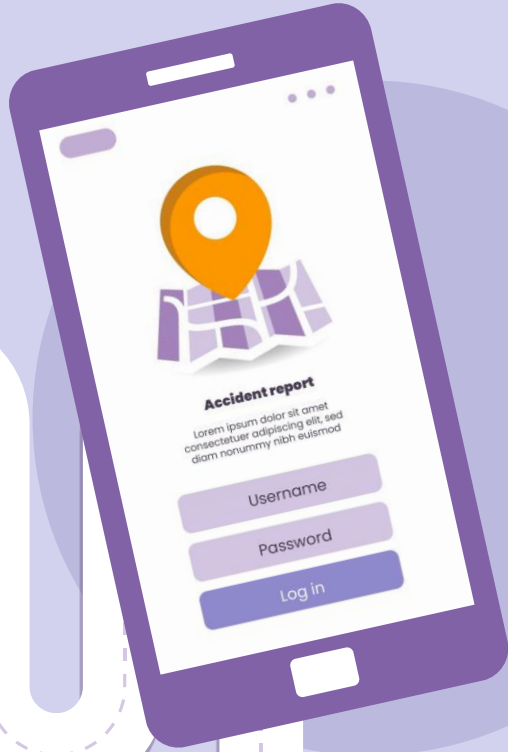 Accident report
Lorem ipsum dolor sit amet
consectetuer adipiscing elit, sed
diam nonummy nibh euismod
Username
Password
Log in